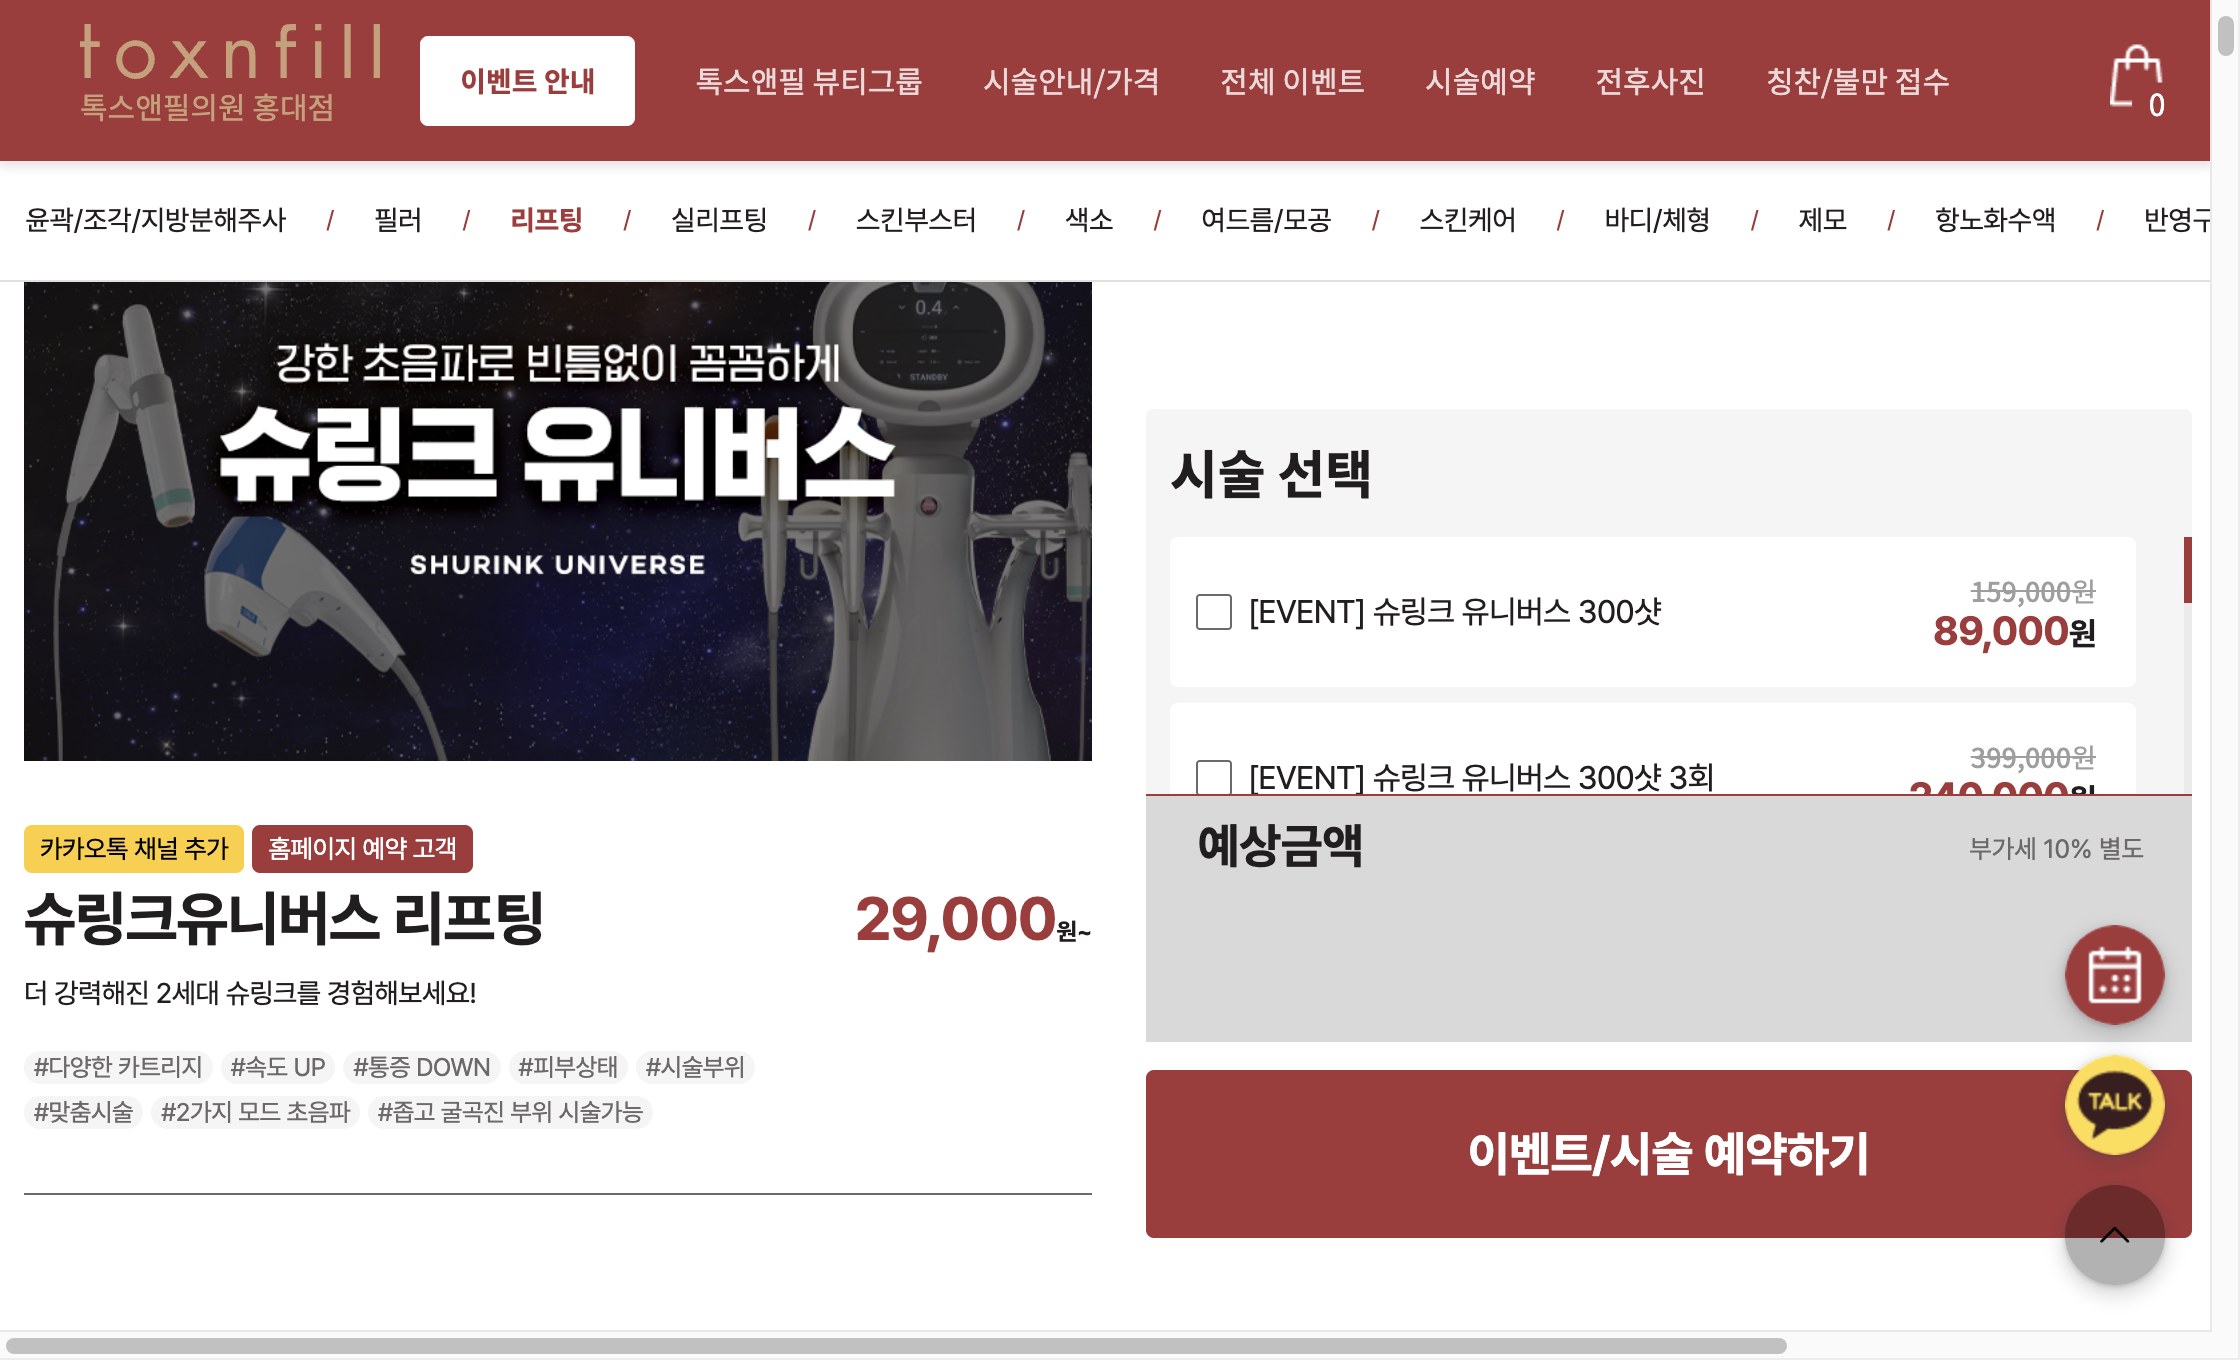 toxnfill
톡스앤필의원 홍대점
이벤트 안내
톡스앤필 뷰티그룹
시술안내/가격
전체 이벤트
시술예약
전후사진
칭찬/불만 접수
0
윤곽/조각/지방분해주사 / 필러 / 리프팅 / 실리프팅 / 스킨부스터 / 색소 / 여드름/모공 / 스킨케어 / 바디/체형 / 제모 / 항노화수액 / 반영구
0.4
STANDBY
강한 초음파로 빈틈없이 꼼꼼하게
슈링크 유니버스
SHURINK UNIVERSE
카카오톡 채널 추가
홈페이지 예약 고객
슈링크유니버스 리프팅
29,000원~
더 강력해진 2세대 슈링크를 경험해보세요!
#다양한 카트리지 #속도 UP #통증 DOWN #피부상태 #시술부위
#맞춤시술 #2가지 모드 초음파 #좁고 굴곡진 부위 시술가능
시술 선택
[EVENT] 슈링크 유니버스 300샷
159,000원
89,000원
[EVENT] 슈링크 유니버스 300샷 3회
399,000원
예상금액
부가세 10% 별도
이벤트/시술 예약하기
TALK